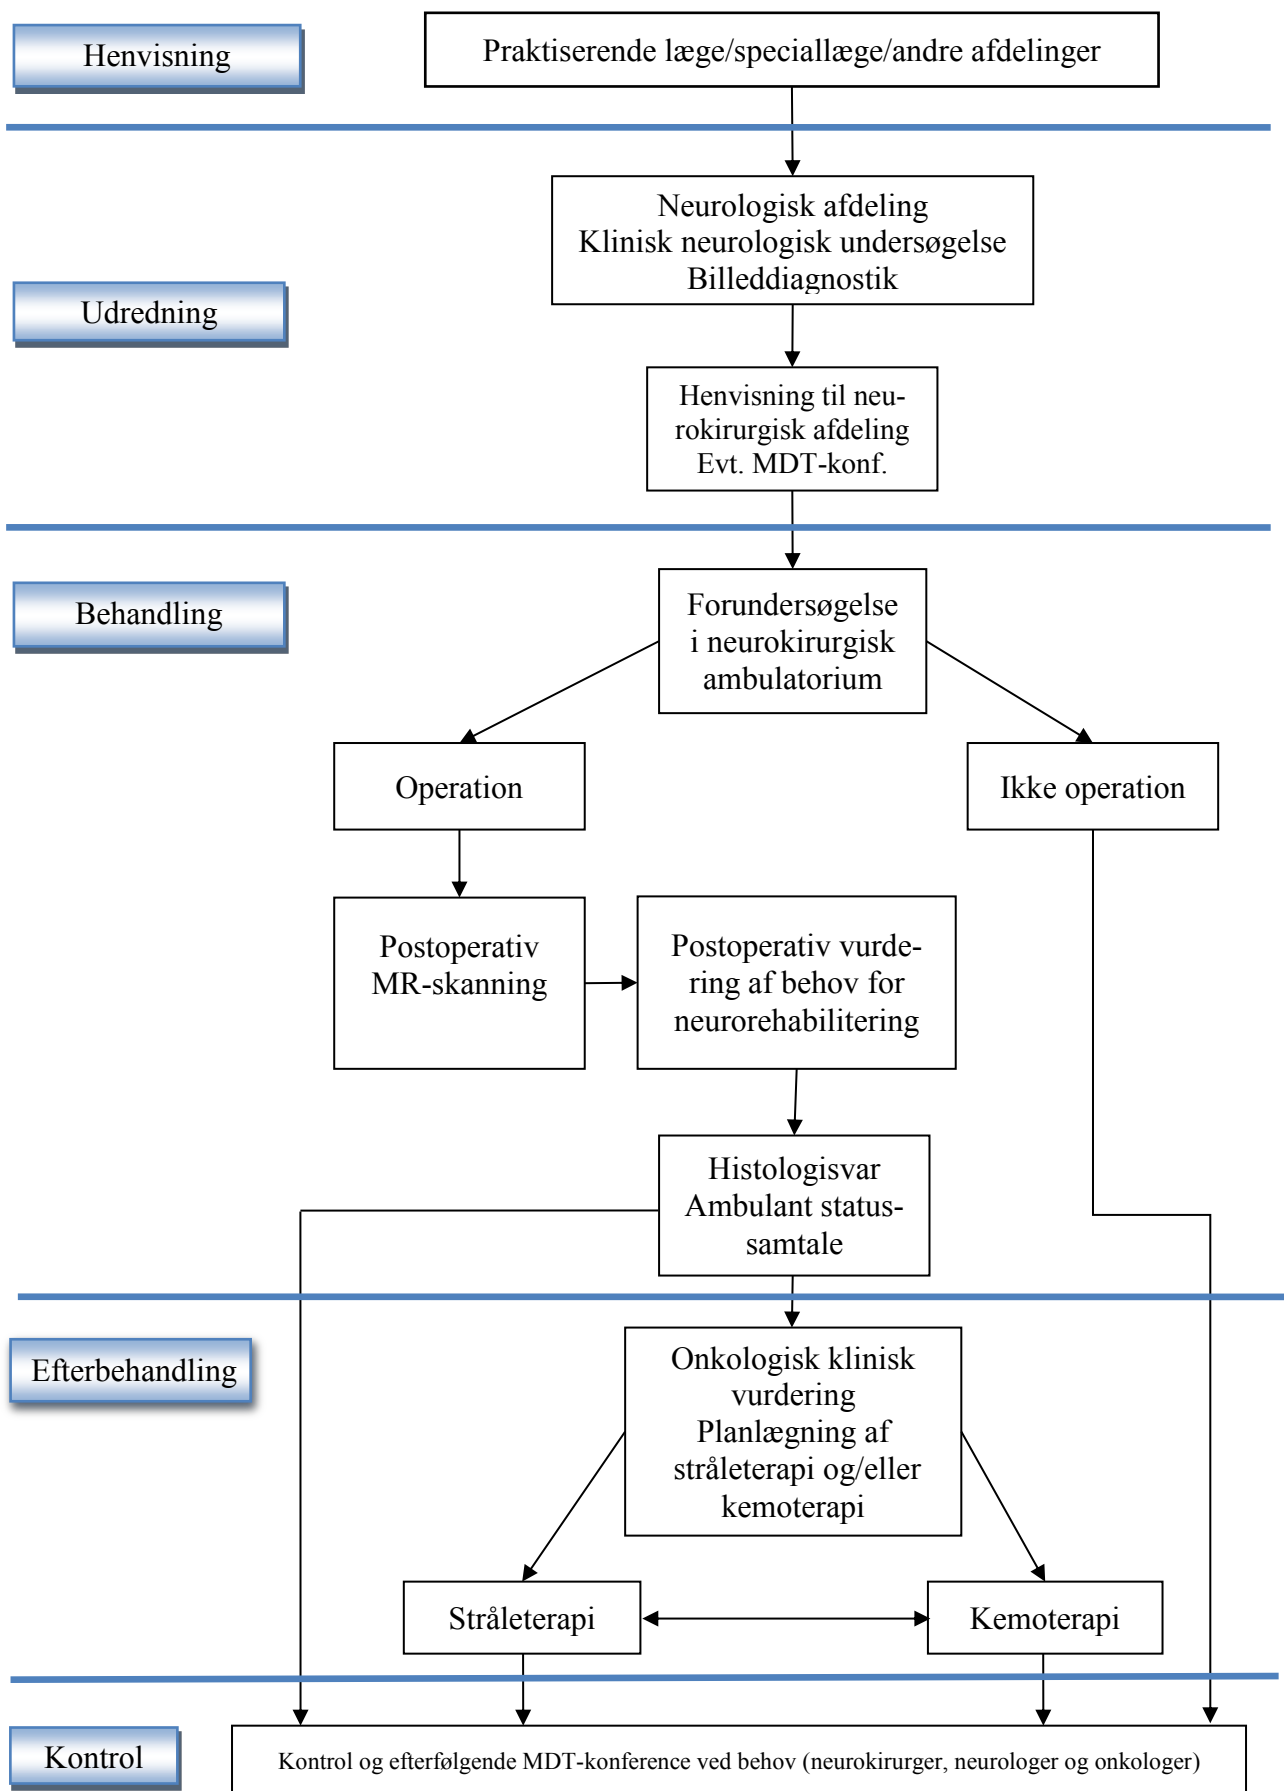 Henvisning
Praktiserende læge/speciallæge/andre afdelinger
Neurologisk afdeling
Klinisk neurologisk undersøgelse
Billeddiagnostik
Udredning
Henvisning til neu-
rokirurgisk afdeling
Evt. MDT-konf.
Behandling
Forundersøgelse
i neurokirurgisk
ambulatorium
Operation
Ikke operation
Postoperativ
MR-skanning
Postoperativ vurde-
ring af behov for
neurorehabilitering
Histologisvar
Ambulant status-
samtale
Efterbehandling
Onkologisk klinisk
vurdering
Planlægning af
stråleterapi og/eller
kemoterapi
Stråleterapi
Kemoterapi
Kontrol
Kontrol og efterfølgende MDT-konference ved behov (neurokirurger, neurologer og onkologer)